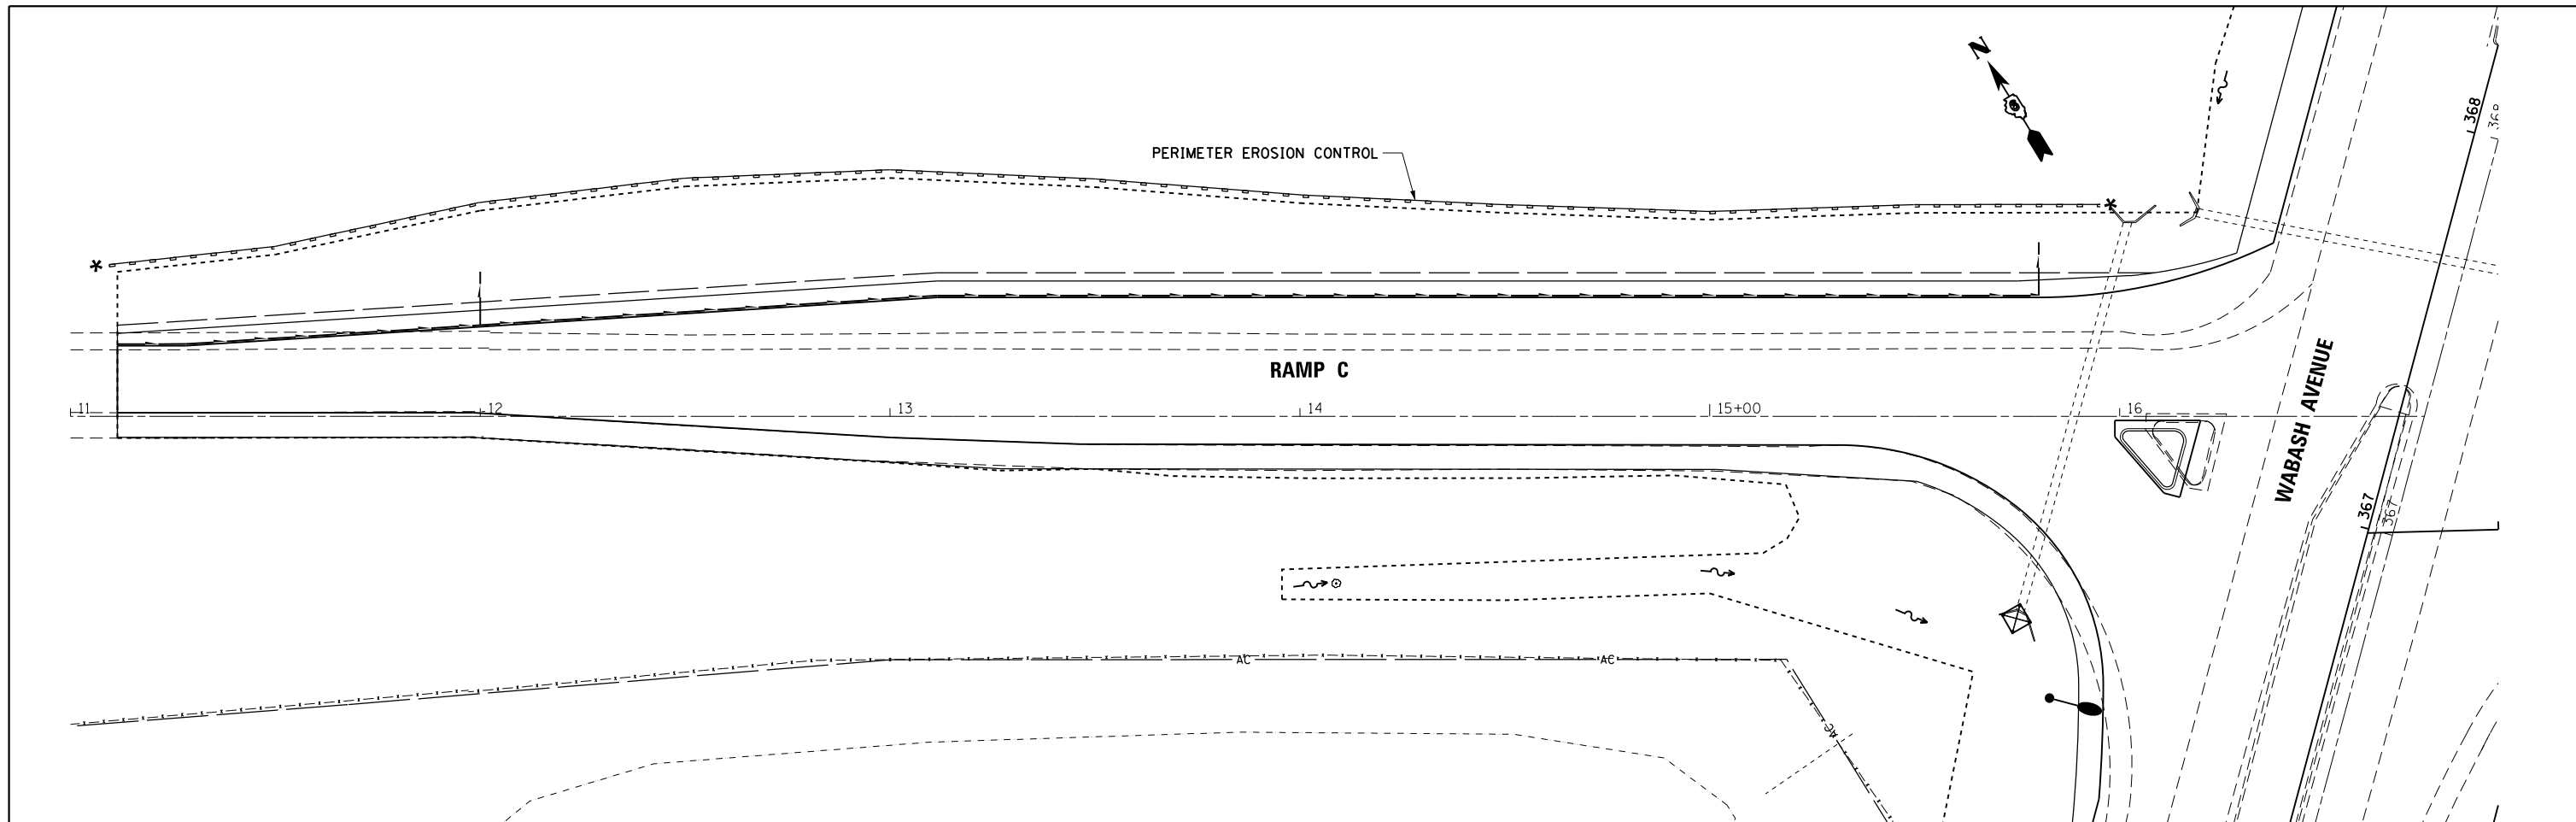 N
368
368
PERIMETER EROSION CONTROL
RAMP C
11
12
13
14
15+00
16
WABASH AVENUE
367
367
AC
AC
AC